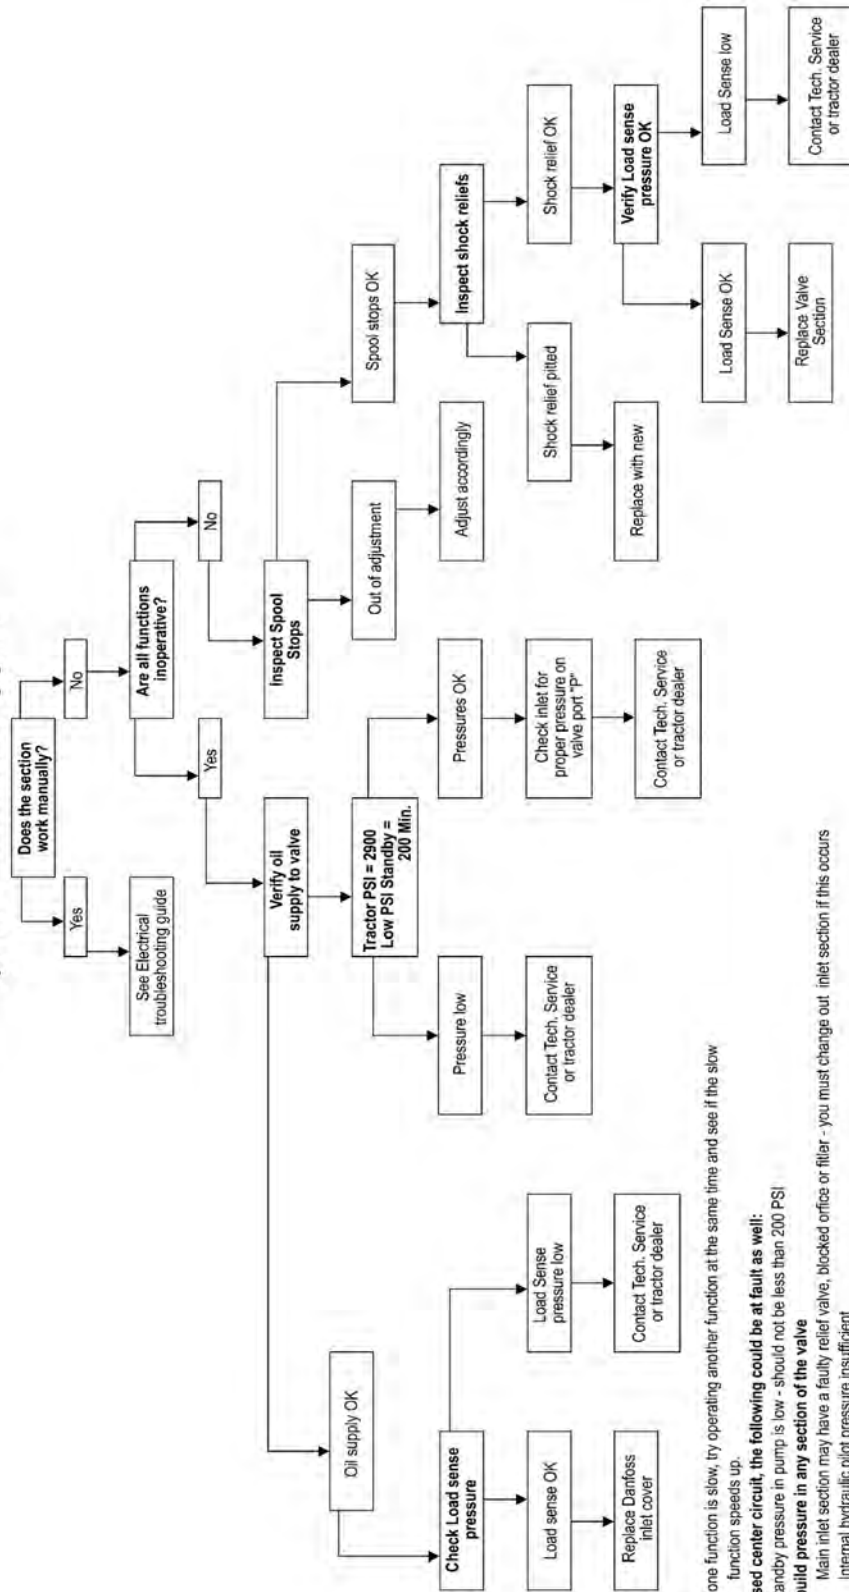 Does the section
work manually?
Yes
No
See Electrical
troubleshooting guide
Are all functions
inoperative?
Yes
No
Verify oil
supply to valve
Inspect Spool
Stops
Oil supply OK
Tractor PSI = 2900
Low PSI Standby =
200 Min.
Out of adjustment
Spool stops OK
Check Load sense
pressure
Pressure low
Pressures OK
Adjust accordingly
Inspect shock reliefs
Load sense OK
Load Sense
pressure low
Contact Tech. Service
or tractor dealer
Check inlet for
proper pressure on
valve port "P"
Shock relief pitted
Shock relief OK
Replace Danfoss
inlet cover
Contact Tech. Service
or tractor dealer
Contact Tech. Service
or tractor dealer
Replace with new
Verify Load sense
pressure OK
Load Sense OK
Load Sense low
Replace Valve
Section
Contact Tech. Service
or tractor dealer
one function is slow, try operating another function at the same time and see if the slow
function speeds up.
sed center circuit, the following could be at fault as well:
andby pressure in pump is low - should not be less than 200 PSI
build pressure in any section of the valve
Main inlet section may have a faulty relief valve, blocked orfice or fitler - you must change out inlet section if this occurs
Internal hydraulic pilot pressure insufficient